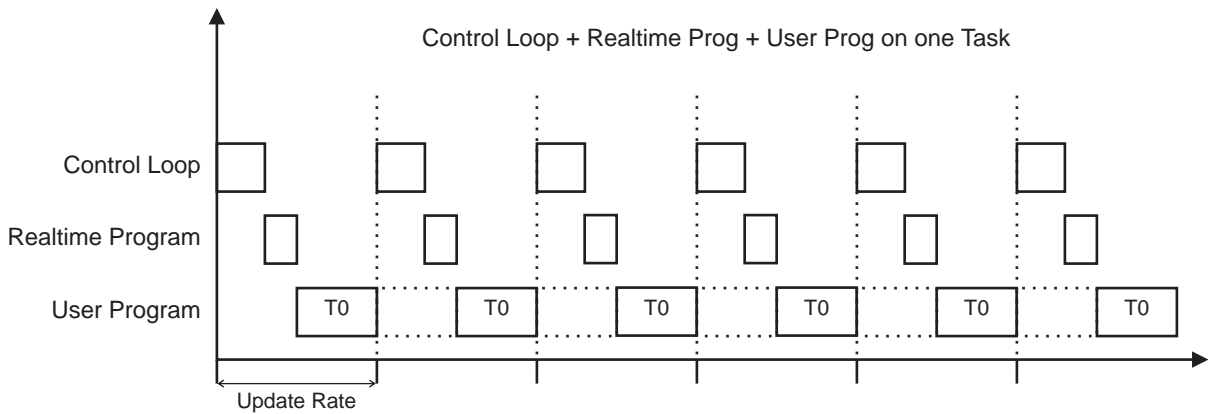 Control Loop + Realtime Prog + User Prog on one Task
Control Loop
Realtime Program
User Program
T0 T0 T0 T0 T0 T0
Update Rate